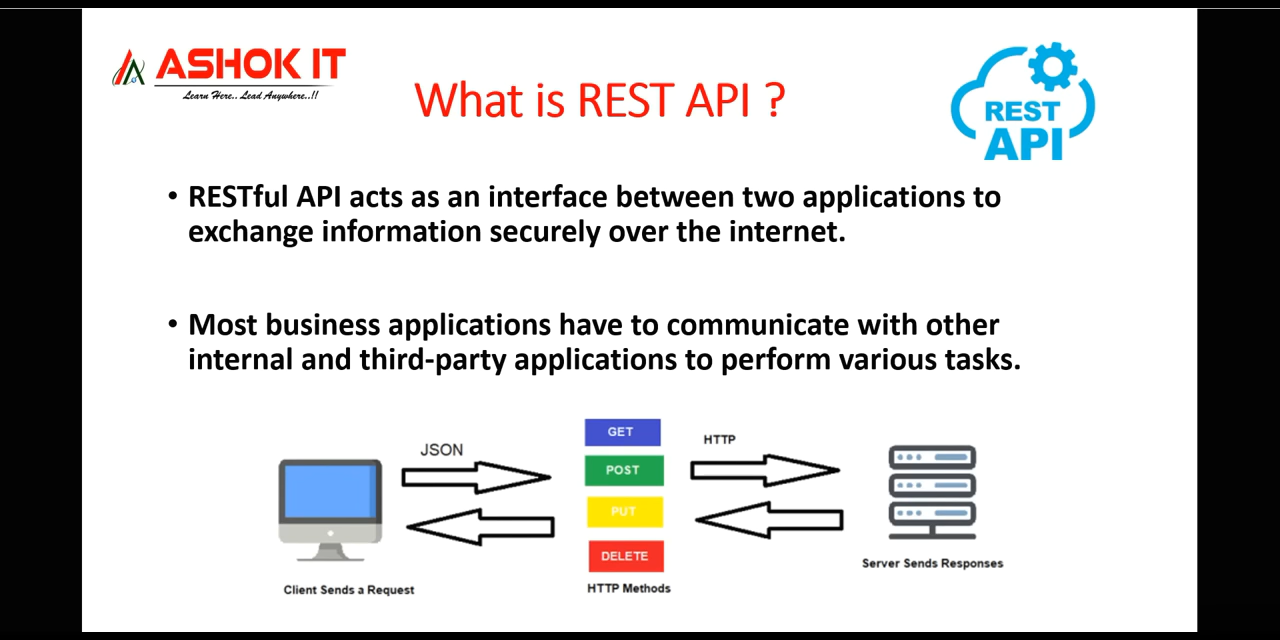 ASHOK IT
Learn Here.. Lead Anywhere..!!
What is REST API ?
REST
API
• RESTful API acts as an interface between two applications to
exchange information securely over the internet.
• Most business applications have to communicate with other
internal and third-party applications to perform various tasks.
JSON
GET
POST
PUT
DELETE
HTTP
Client Sends a Request
HTTP Methods
Server Sends Responses